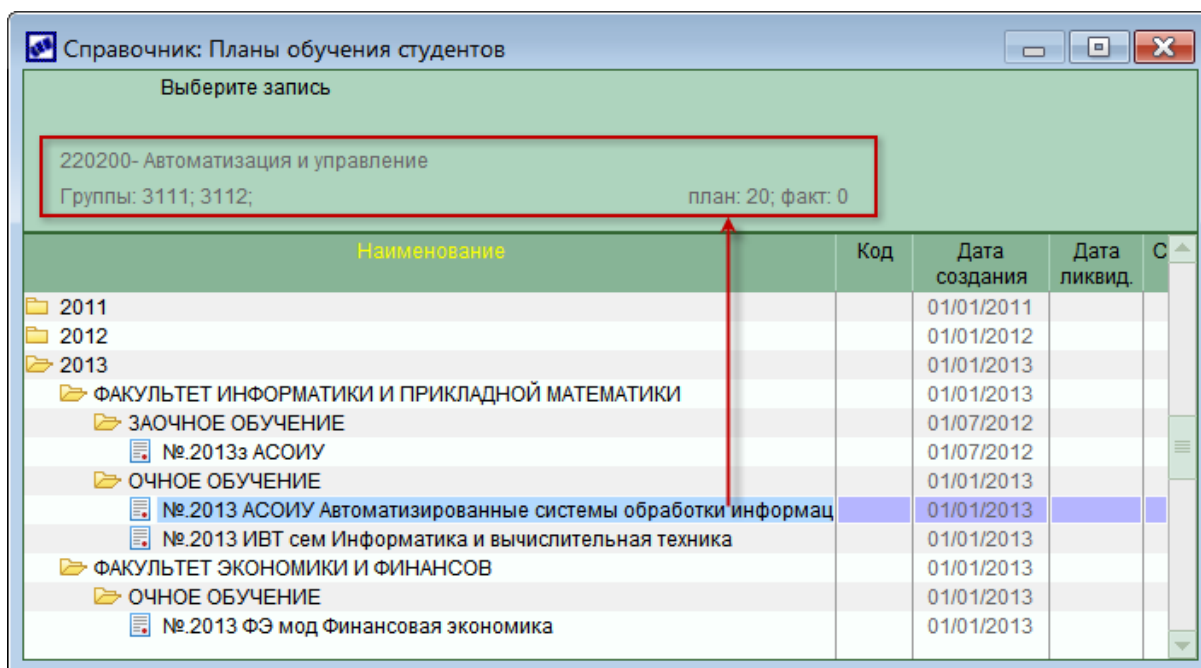 Справочник: Планы обучения студентов
Выберите запись
220200- Автоматизация и управление
Группы: 3111; 3112; план: 20; факт: 0
Наименование Код Дата создания Дата ликвид. С
2011 01/01/2011
2012 01/01/2012
2013 01/01/2013
ФАКУЛЬТЕТ ИНФОРМАТИКИ И ПРИКЛАДНОЙ МАТЕМАТИКИ 01/01/2013
ЗАОЧНОЕ ОБУЧЕНИЕ 01/07/2012
№.2013з АСОИУ 01/07/2012
ОЧНОЕ ОБУЧЕНИЕ 01/01/2013
№.2013 АСОИУ Автоматизированные системы обработки информац 01/01/2013
№.2013 ИВТ сем Информатика и вычислительная техника 01/01/2013
ФАКУЛЬТЕТ ЭКОНОМИКИ И ФИНАНСОВ 01/01/2013
ОЧНОЕ ОБУЧЕНИЕ 01/01/2013
№.2013 ФЭ мод Финансовая экономика 01/01/2013